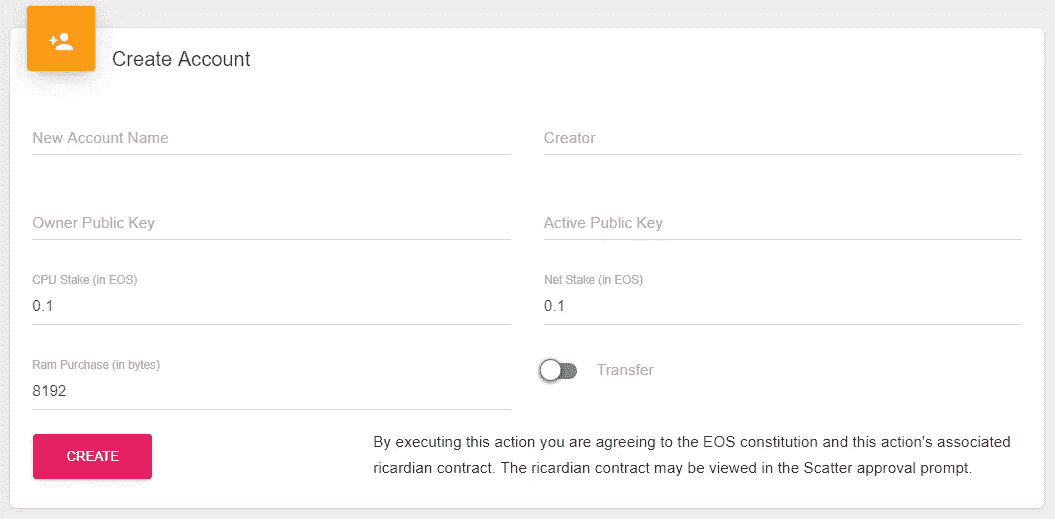 Create Account
New Account Name
Creator
Owner Public Key
Active Public Key
CPU Stake (in EOS)
Net Stake (in EOS)
0.1
0.1
Ram Purchase (in bytes)
Transfer
8192
CREATE
By executing this action you are agreeing to the EOS constitution and this action's associated
ricardian contract. The ricardian contract may be viewed in the Scatter approval prompt.